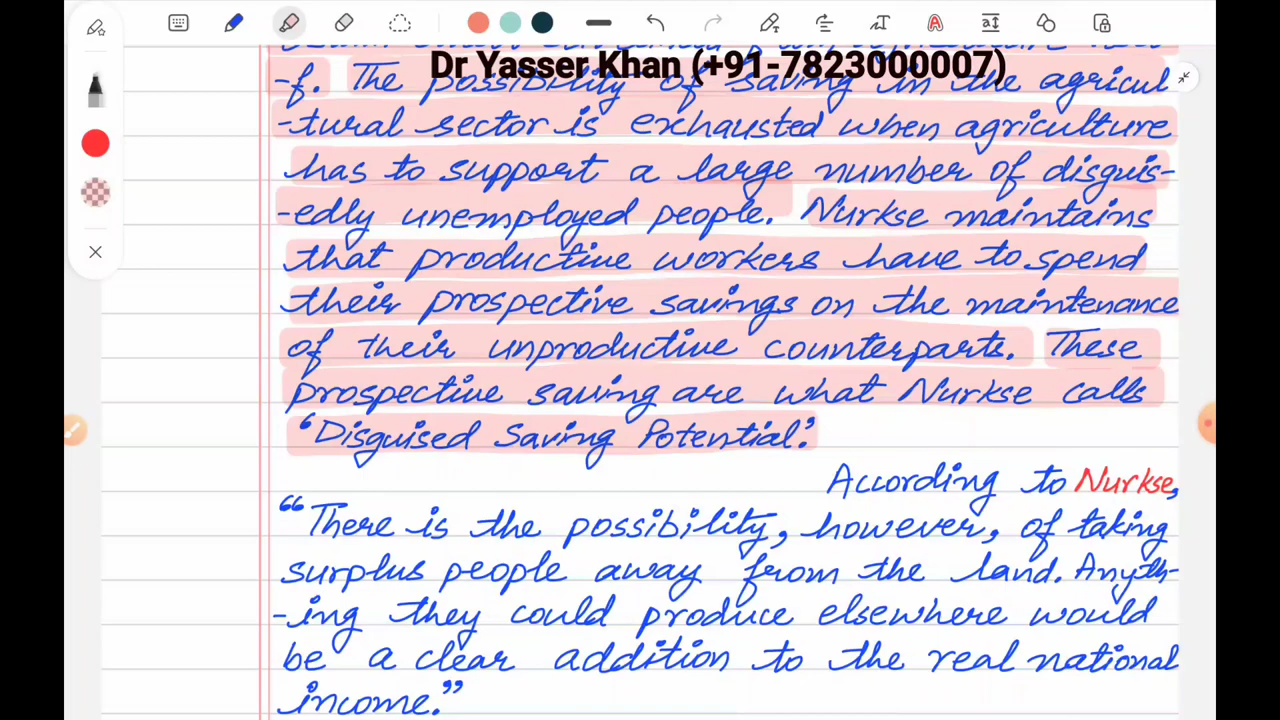 Dr Yasser Khan (+91-7823000007)
-f. The possibility of saving in the agricul
-tural sector is exhausted when agriculture
has to support a large number of disguis-
-edly unemployed people. Nurkse maintains
that productive workers have to spend
their prospective savings on the maintenance
of their unproductive counterparts. These
prospective saving are what Nurkse calls
'Disguised Saving Potential'.
According to Nurkse,
"There is the possibility, however, of taking
surplus people away from the land. Anyth-
-ing they could produce elsewhere would
be a clear addition to the real national
income."